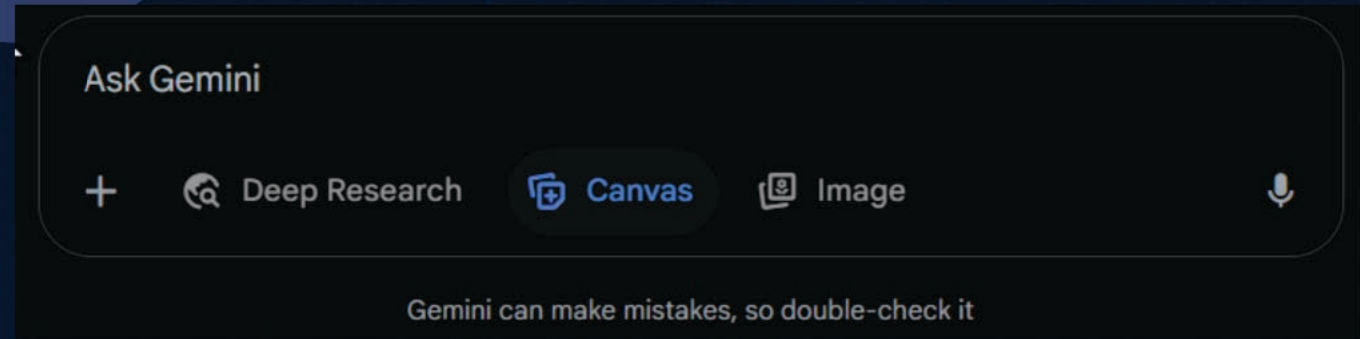 Ask Gemini
Deep Research Canvas Image
Gemini can make mistakes, so double-check it